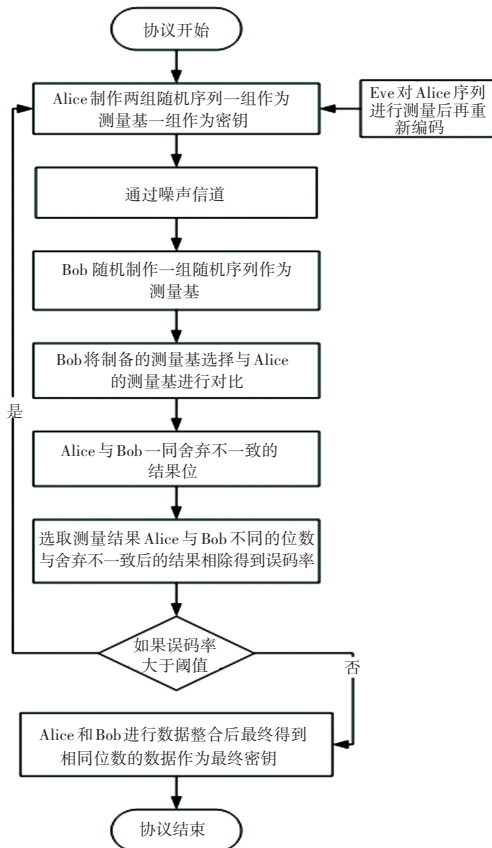 协议开始
Alice制作两组随机序列一组作为
测量基一组作为密钥
Eve对Alice序列
进行测量后再重
新编码
通过噪声信道
Bob 随机制作一组随机序列作为
测量基
Bob将制备的测量基选择与Alice
的测量基进行对比
是
Alice与Bob一同舍弃不一致的
结果位
选取测量结果Alice与Bob不同的位数
与舍弃不一致后的结果相除得到误码率
如果误码率
大于阈值
否
Alice和Bob进行数据整合后最终得到
相同位数的数据作为最终密钥
协议结束